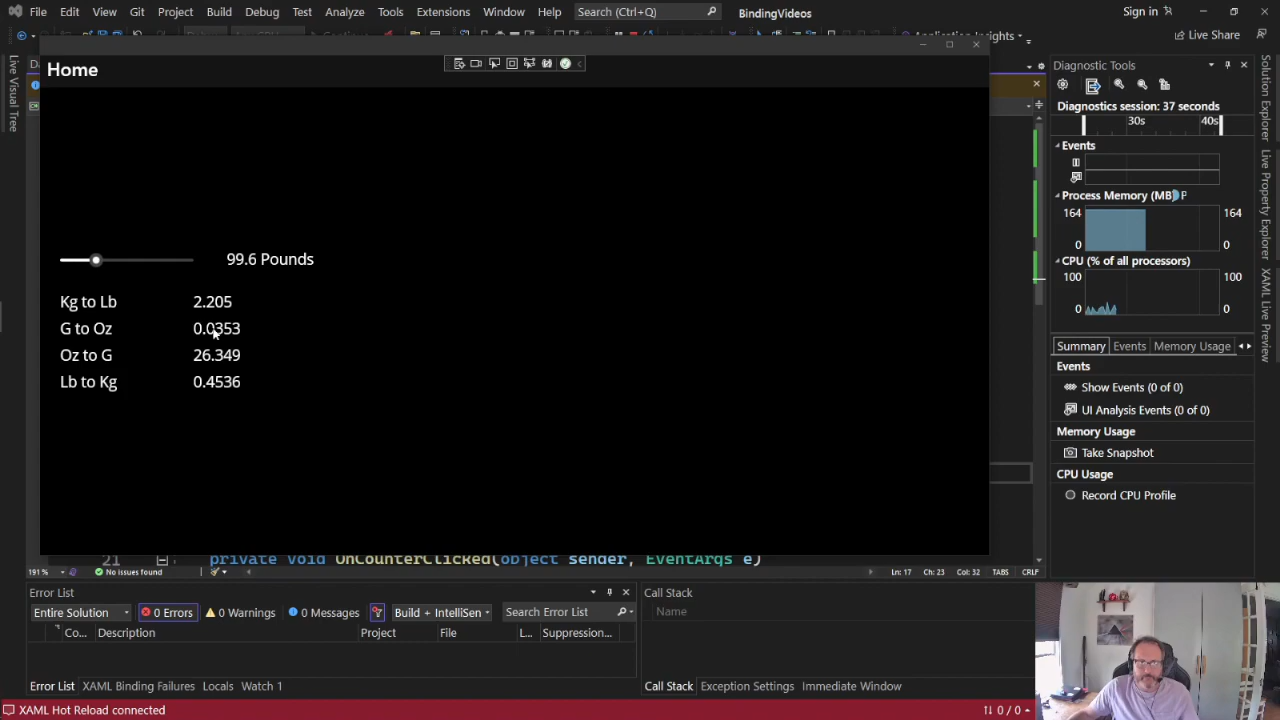 File Edit View Git Project Build Debug Test Analyze Tools Extensions Window Help Search (Ctrl+Q) BindingVideos Sign in
Application Insights Live Share
Home
Diagnostic Tools
Diagnostics session: 37 seconds
30s 40s
Events
Process Memory (MB) P
164 164
0 0
CPU (% of all processors)
100 100
0 0
Summary Events Memory Usage
Events
Show Events (0 of 0)
UI Analysis Events (0 of 0)
Memory Usage
Take Snapshot
CPU Usage
Record CPU Profile
Live Visual Tree
Solution Explorer
Live Property Explorer
XAML Live Preview
99.6 Pounds
Kg to Lb 2.205
G to Oz 0.0353
Oz to G 26.349
Lb to Kg 0.4536
21 private void OnCounterClicked(object sender, EventArgs e)
191 % No issues found Ln: 17 Ch: 23 Col: 32 TABS CRLF
Error List
Entire Solution 0 Errors 0 Warnings 0 Messages Build + IntelliSen Search Error List
Co... Description Project File L... Suppression...
Call Stack
Name
Error List XAML Binding Failures Locals Watch 1
Call Stack Exception Settings Immediate Window
XAML Hot Reload connected 0 / 0